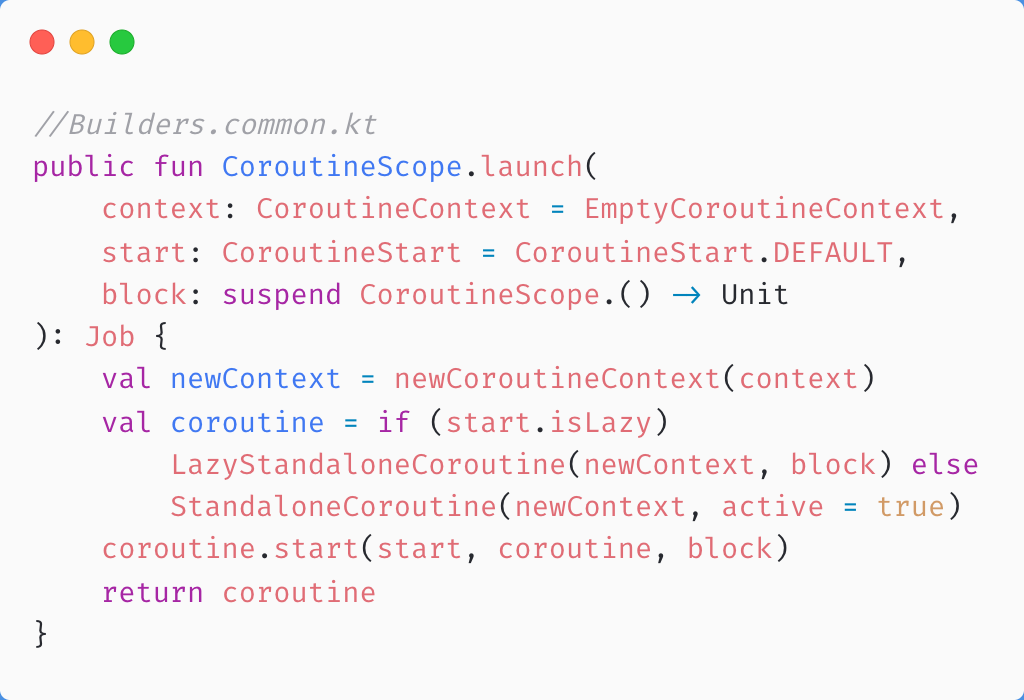 //Builders.common.kt
public fun CoroutineScope.launch(
    context: CoroutineContext = EmptyCoroutineContext,
    start: CoroutineStart = CoroutineStart.DEFAULT,
    block: suspend CoroutineScope.() -> Unit
): Job {
    val newContext = newCoroutineContext(context)
    val coroutine = if (start.isLazy)
        LazyStandaloneCoroutine(newContext, block) else
        StandaloneCoroutine(newContext, active = true)
    coroutine.start(start, coroutine, block)
    return coroutine
}